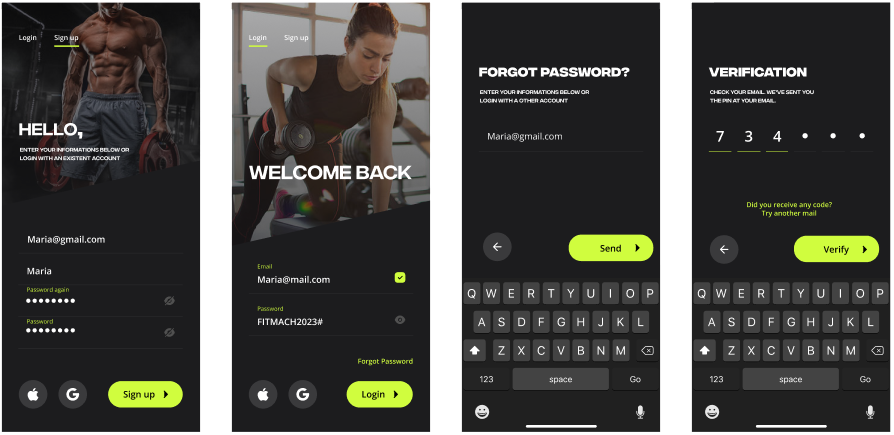 Login Sign up
HELLO,
ENTER YOUR INFORMATIONS BELOW OR
LOGIN WITH AN EXISTENT ACCOUNT
Maria@gmail.com
Maria
Password again
Password
G
Sign up
Login Sign up
WELCOME BACK
Email
Maria@mail.com
Password
FITMACH2023#
Forgot Password
G
Login
FORGOT PASSWORD?
ENTER YOUR INFORMATIONS BELOW OR
LOGIN WITH A OTHER ACCOUNT
Maria@gmail.com
Send
Q W E R T Y U I O P
A S D F G H J K L
Z X C V B N M
123 space Go
VERIFICATION
CHECK YOUR EMAIL. WE'VE SENT YOU
THE PIN AT YOUR EMAIL.
7 3 4
Did you receive any code?
Try another mail
Verify
Q W E R T Y U I O P
A S D F G H J K L
Z X C V B N M
123 space Go